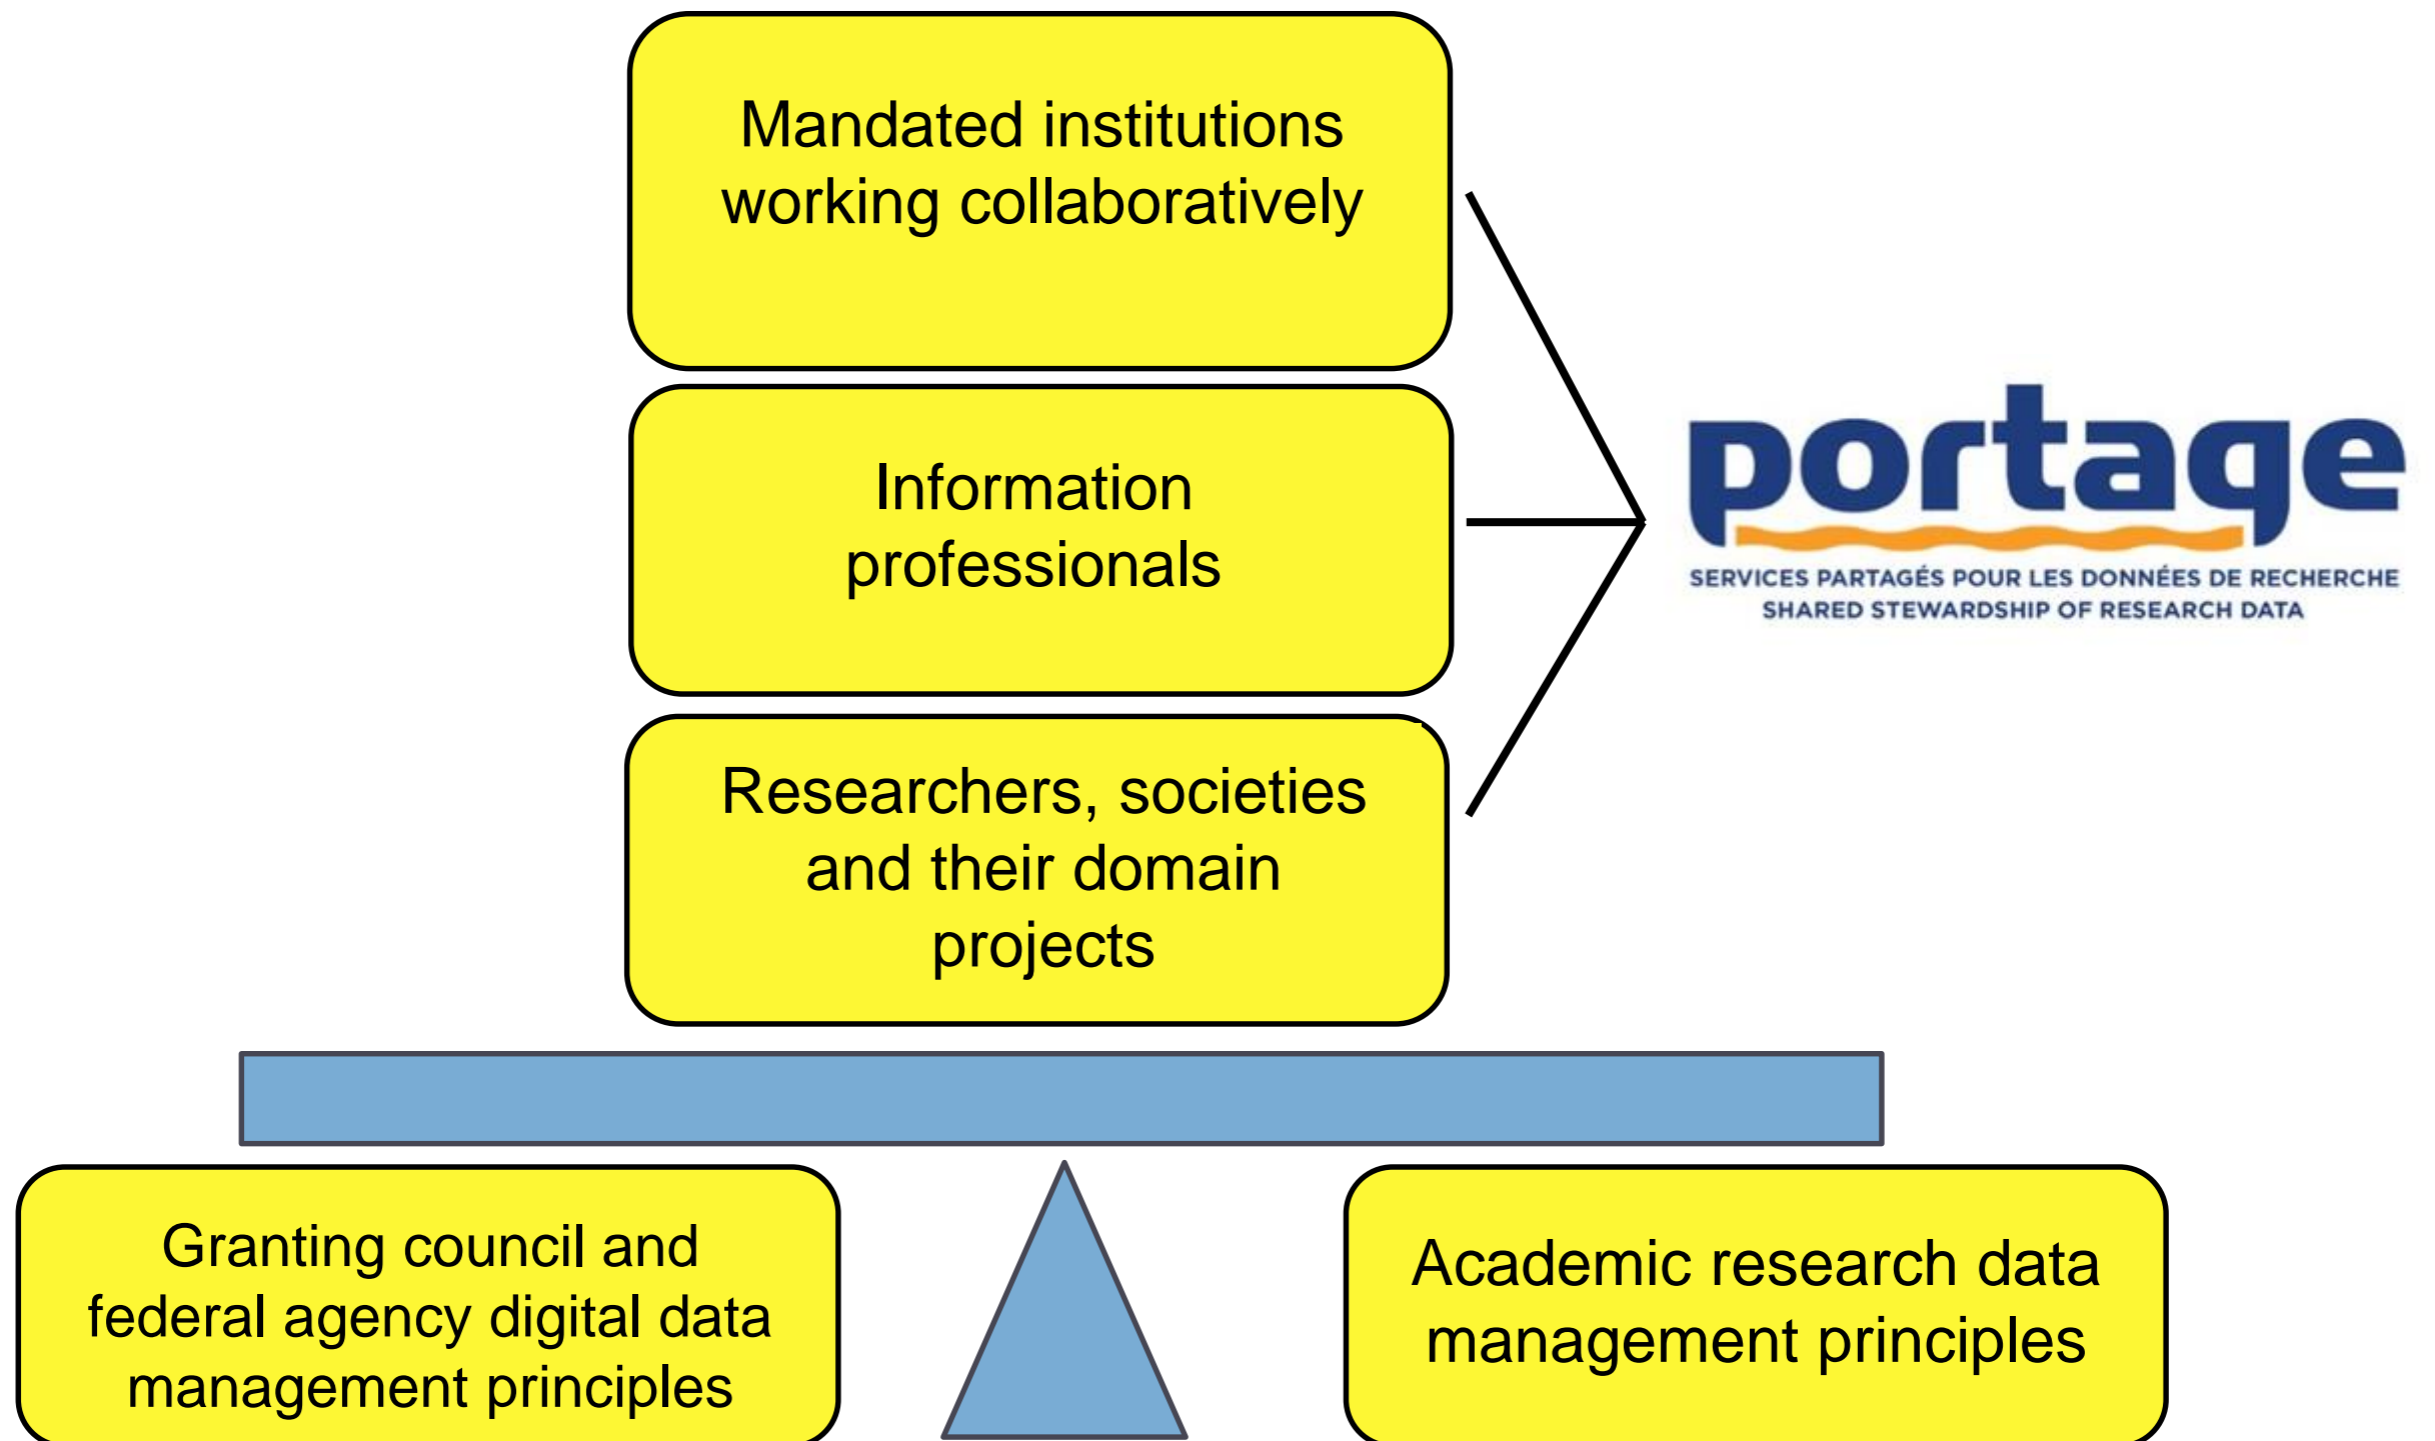 Mandated institutions
working collaboratively
Information
professionals
Researchers, societies
and their domain
projects
portage
SERVICES PARTAGÉS POUR LES DONNÉES DE RECHERCHE
SHARED STEWARDSHIP OF RESEARCH DATA
Granting council and
federal agency digital data
management principles
Academic research data
management principles